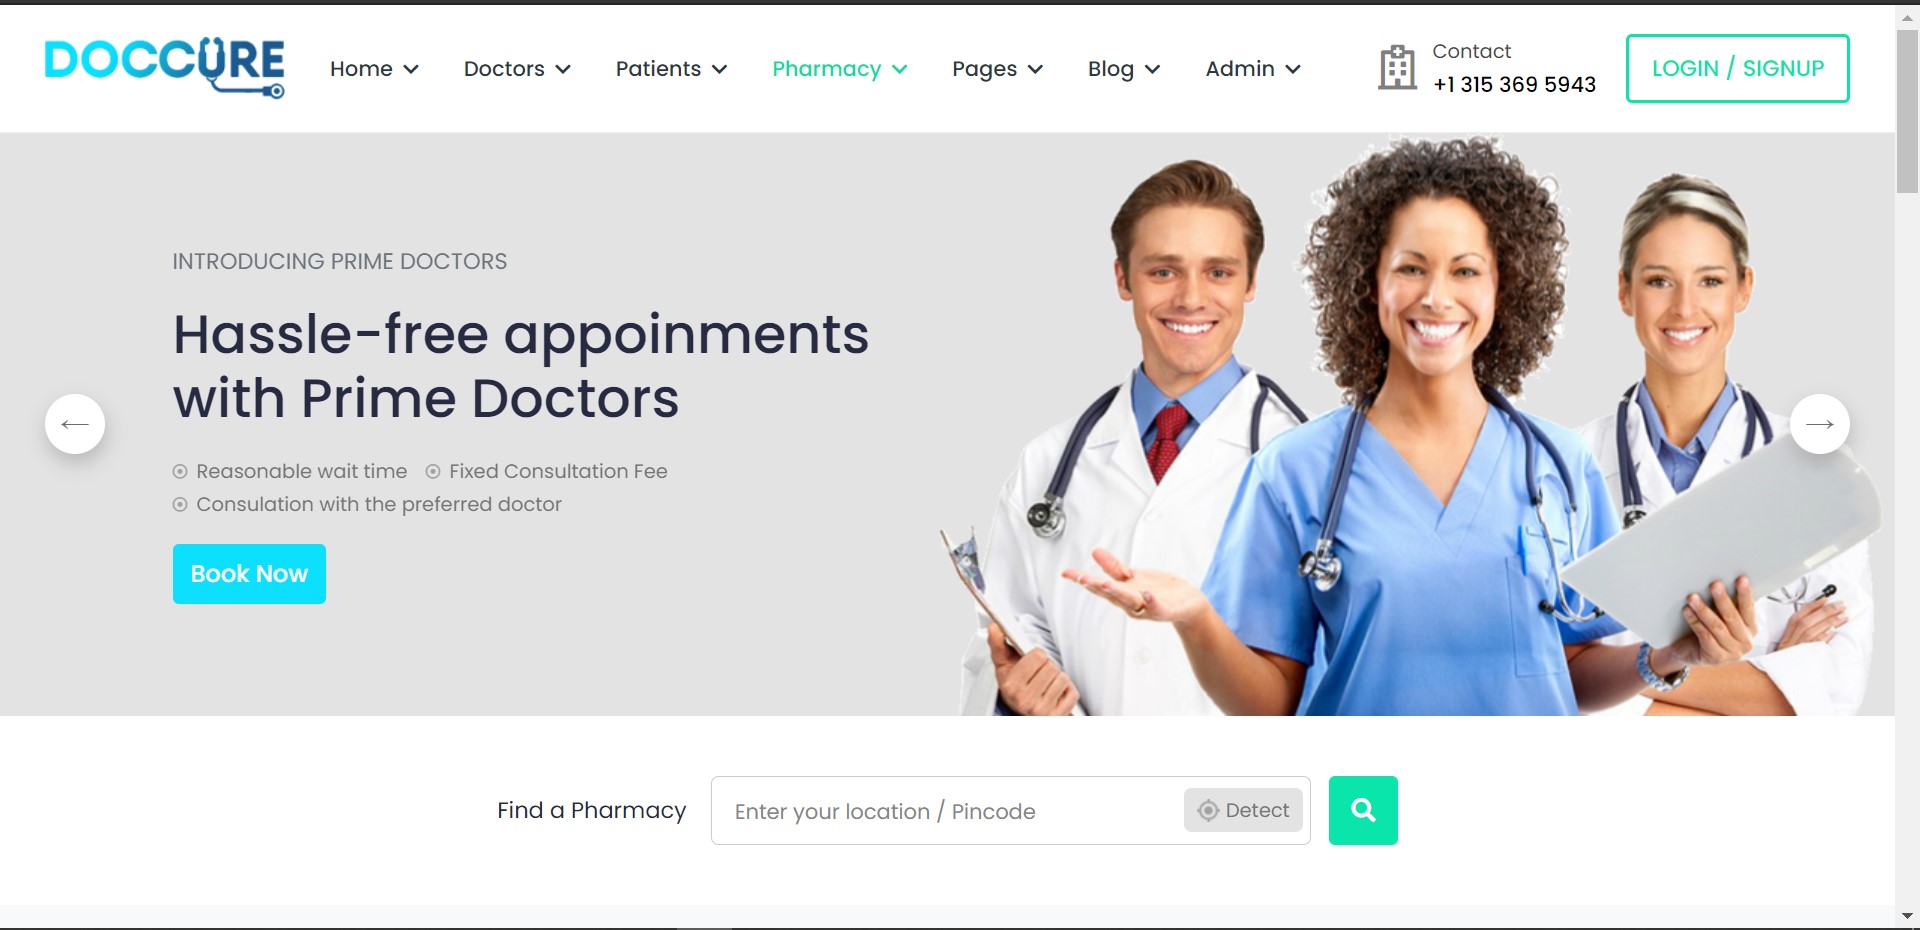 DOCCURE
Home
Doctors
Patients
Pharmacy
Pages
Blog
Admin
Contact
+1 315 369 5943
LOGIN / SIGNUP
INTRODUCING PRIME DOCTORS
Hassle-free appoinments
with Prime Doctors
Reasonable wait time
Fixed Consultation Fee
Consulation with the preferred doctor
Book Now
Find a Pharmacy
Enter your location / Pincode
Detect